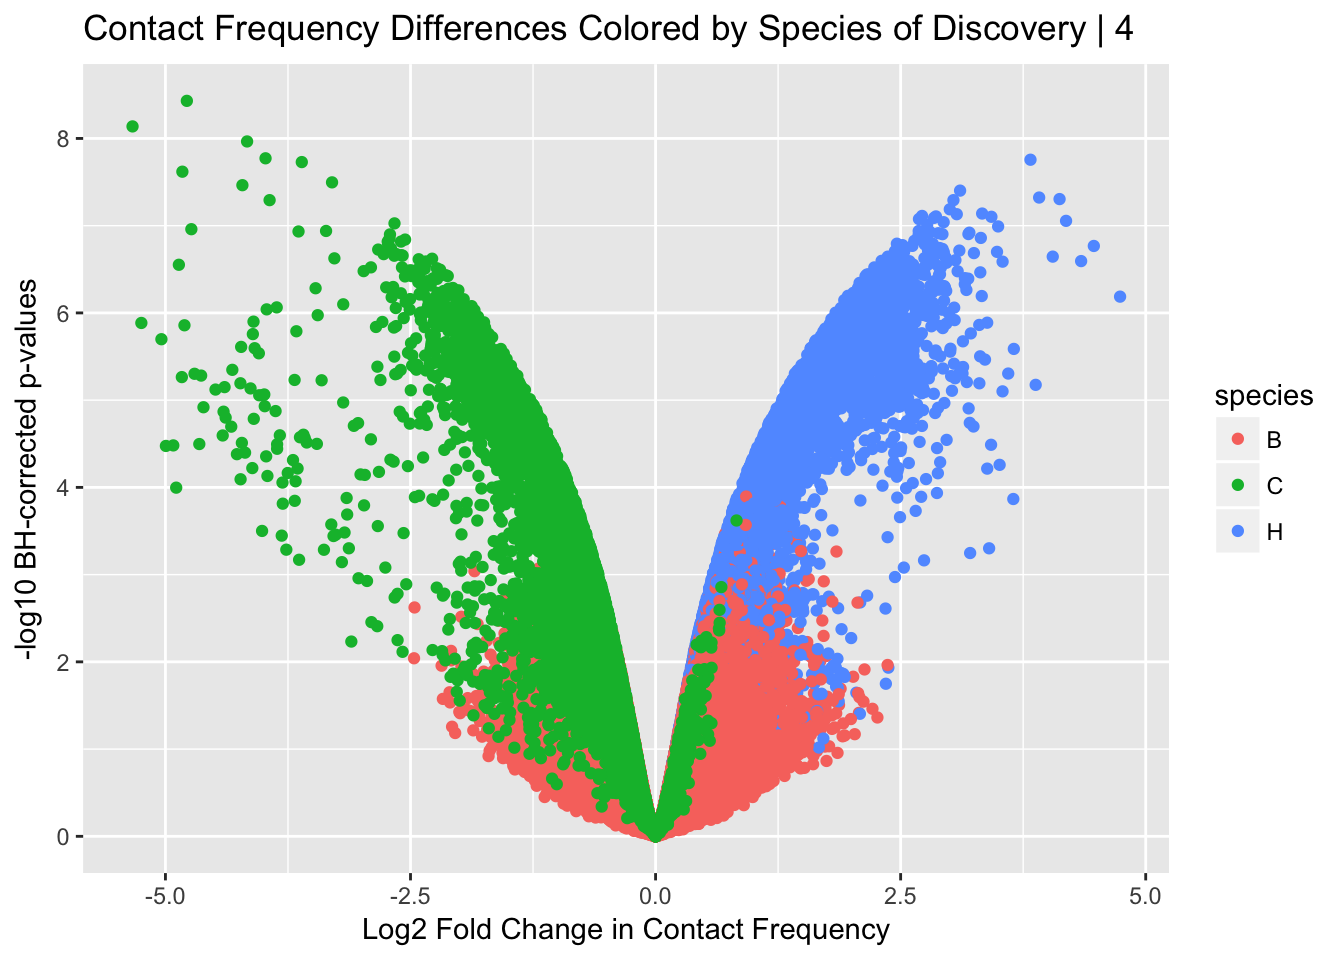 Contact Frequency Differences Colored by Species of Discovery | 4
-log10 BH-corrected p-values
8
6
4
2
0
-5.0
-2.5
0.0
2.5
5.0
Log2 Fold Change in Contact Frequency
species
B
C
H